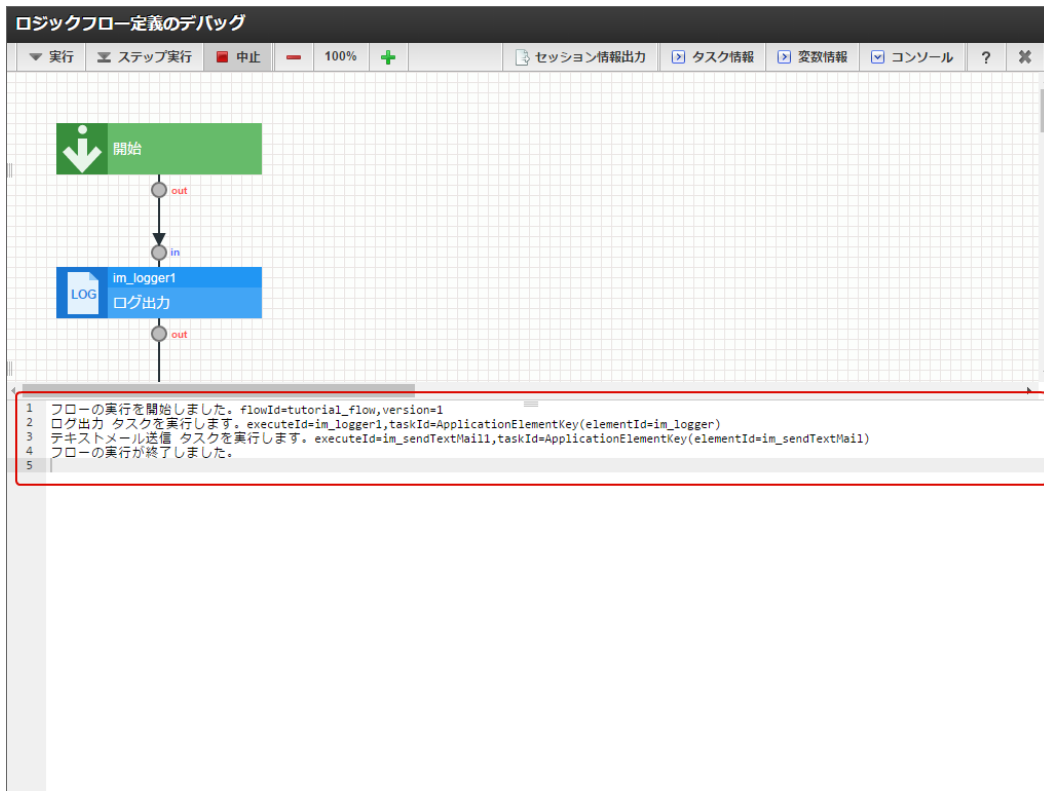 ロジックフロー定義のデバッグ
実行 ステップ実行 中止 100% セッション情報出力 タスク情報 変数情報 コンソール ?
開始
out
in
im_logger1
LOG
ログ出力
out
1 フローの実行を開始しました。flowId=tutorial_flow,version=1
2 ログ出力 タスクを実行します。executeId=im_logger1,taskId=ApplicationElementKey(elementId=im_logger)
3 テキストメール送信 タスクを実行します。executeId=im_sendTextMail1,taskId=ApplicationElementKey(elementId=im_sendTextMail)
4 フローの実行が終了しました。
5